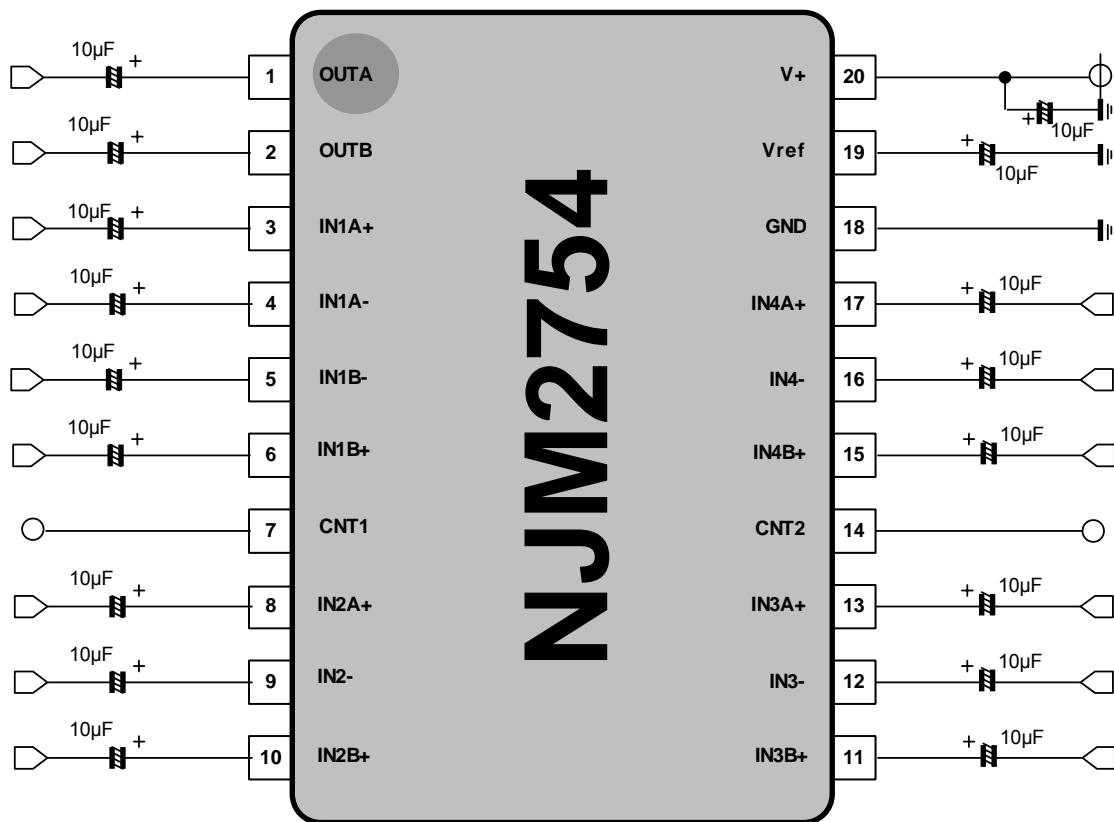 10µF + 1 OUTA V+ 20 + 10µF
10µF + 2 OUTB Vref 19 + 10µF
10µF + 3 IN1A+ GND 18
10µF + 4 IN1A- IN4A+ 17 + 10µF
10µF + 5 IN1B- IN4- 16 + 10µF
10µF + 6 IN1B+ IN4B+ 15 + 10µF
7 CNT1 CNT2 14
10µF + 8 IN2A+ IN3A+ 13 + 10µF
10µF + 9 IN2- IN3- 12 + 10µF
10µF + 10 IN2B+ IN3B+ 11 + 10µF
NJM2754